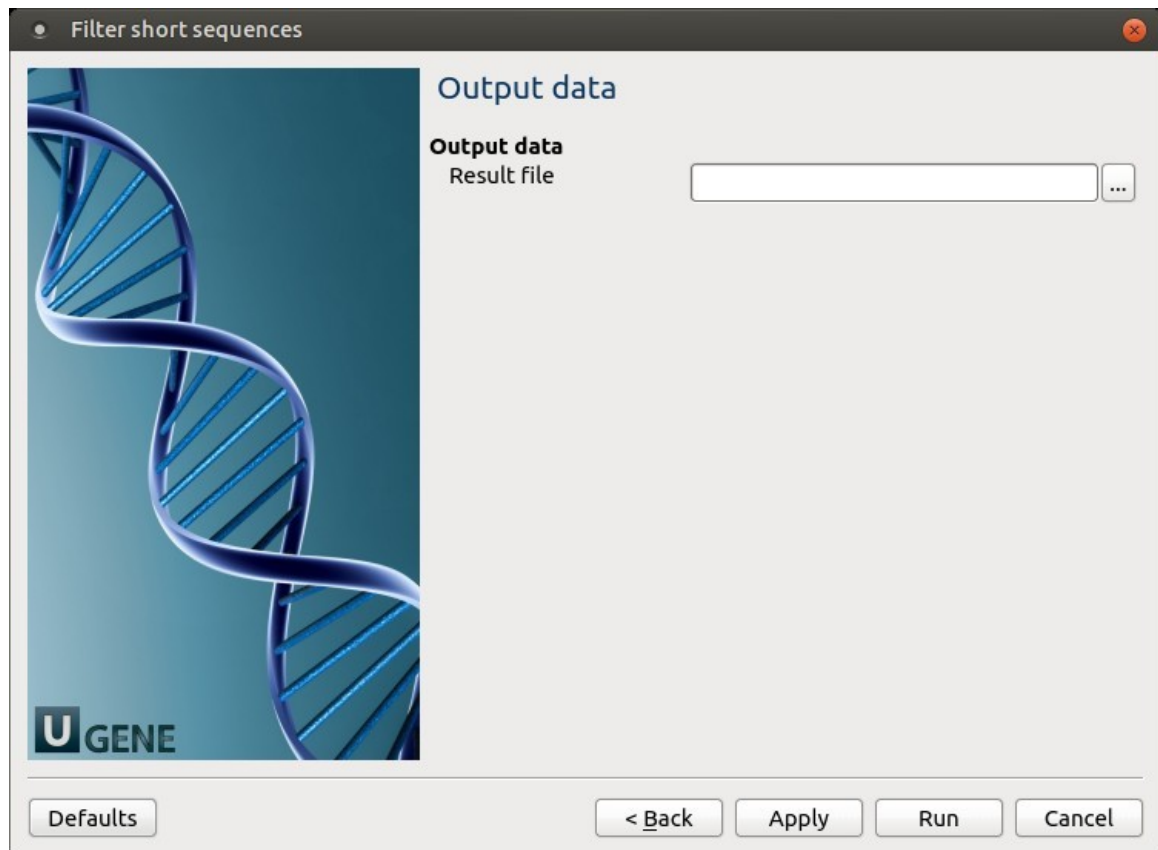 Filter short sequences
Output data
Output data
Result file
...
U GENE
Defaults
< Back
Apply
Run
Cancel